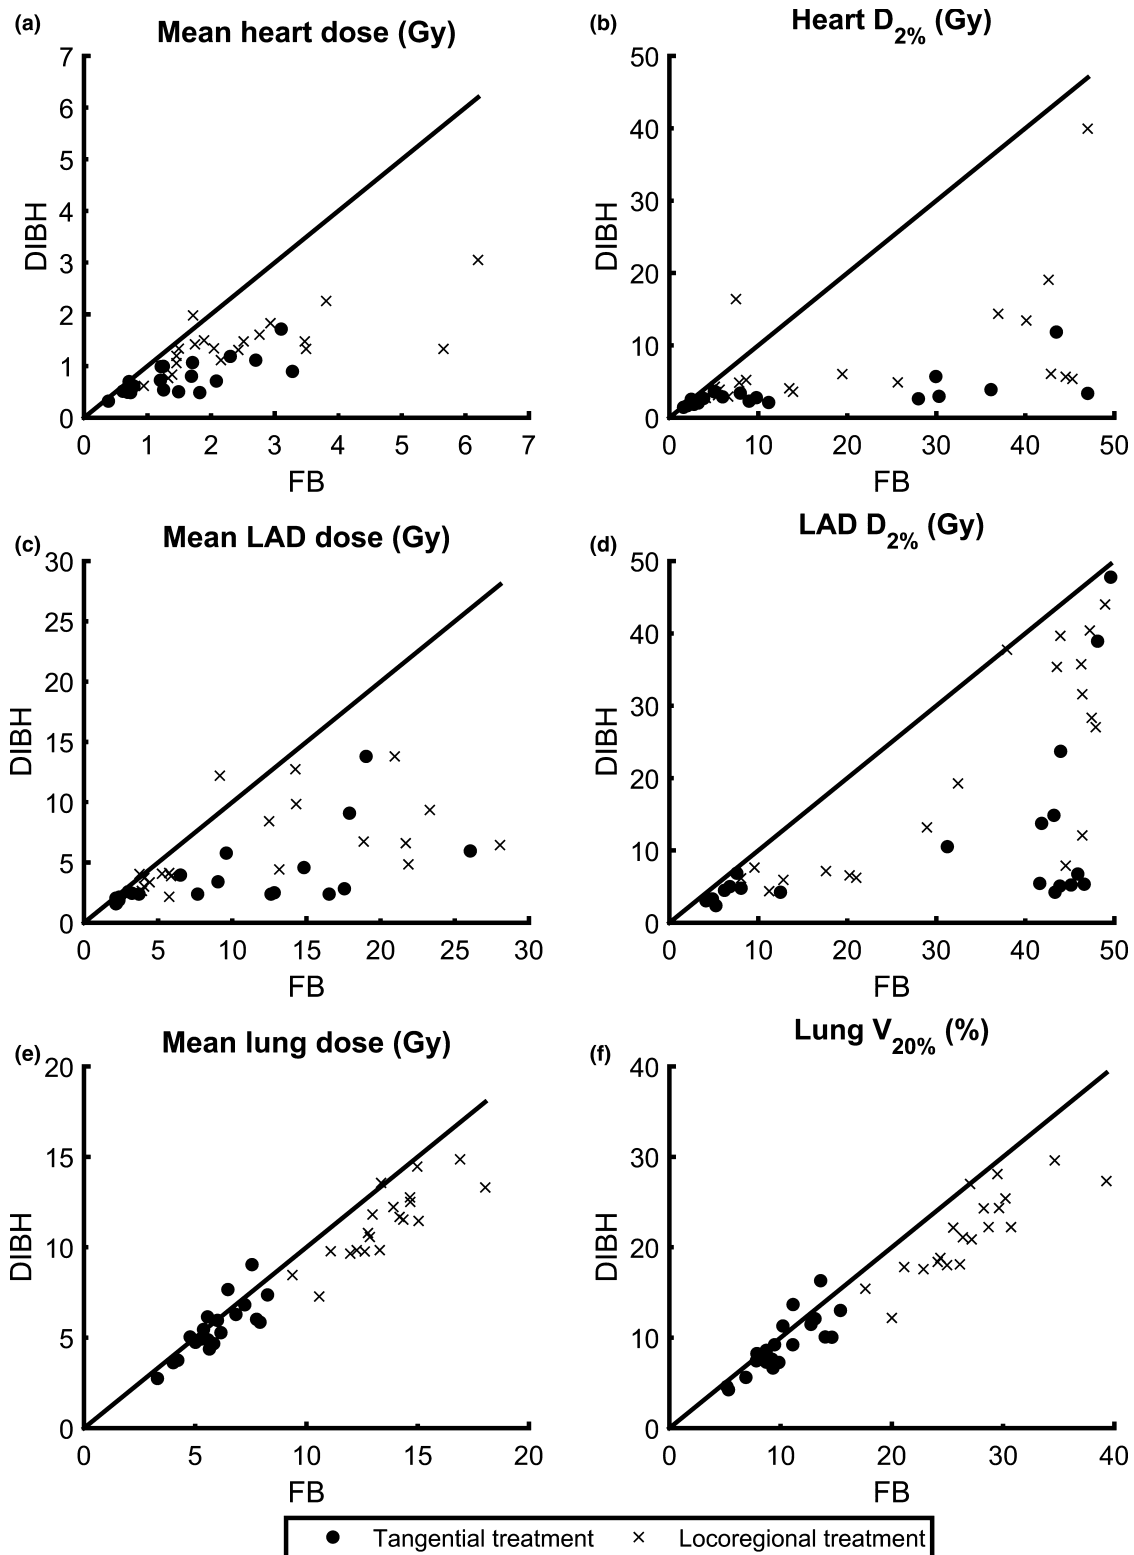 (a) Mean heart dose (Gy)
7
6
5
4
3
2
1
0
DIBH
0 1 2 3 4 5 6 7
FB
(b) Heart D2% (Gy)
50
40
30
20
10
0
DIBH
0 10 20 30 40 50
FB
(c) Mean LAD dose (Gy)
30
25
20
15
10
5
0
DIBH
0 5 10 15 20 25 30
FB
(d) LAD D2% (Gy)
50
40
30
20
10
0
DIBH
0 10 20 30 40 50
FB
(e) Mean lung dose (Gy)
20
15
10
5
0
DIBH
0 5 10 15 20
FB
(f) Lung V20% (%)
40
30
20
10
0
DIBH
0 10 20 30 40
FB
Tangential treatment Locoregional treatment